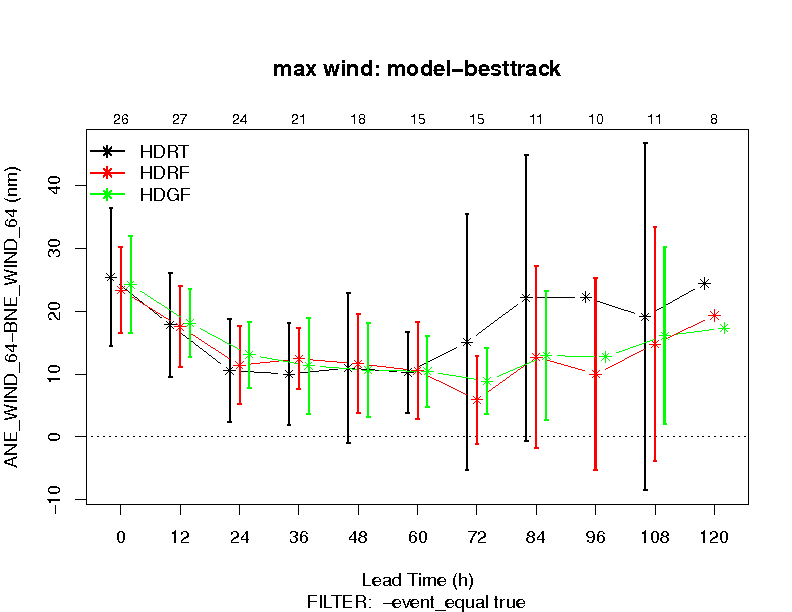 max wind: model-besttrack
26 27 24 21 18 15 15 11 10 11 8
HDRT
HDRF
HDGF
ANE_WIND_64-BNE_WIND_64 (nm)
40
30
20
10
0
-10
0 12 24 36 48 60 72 84 96 108 120
Lead Time (h)
FILTER: -event_equal true